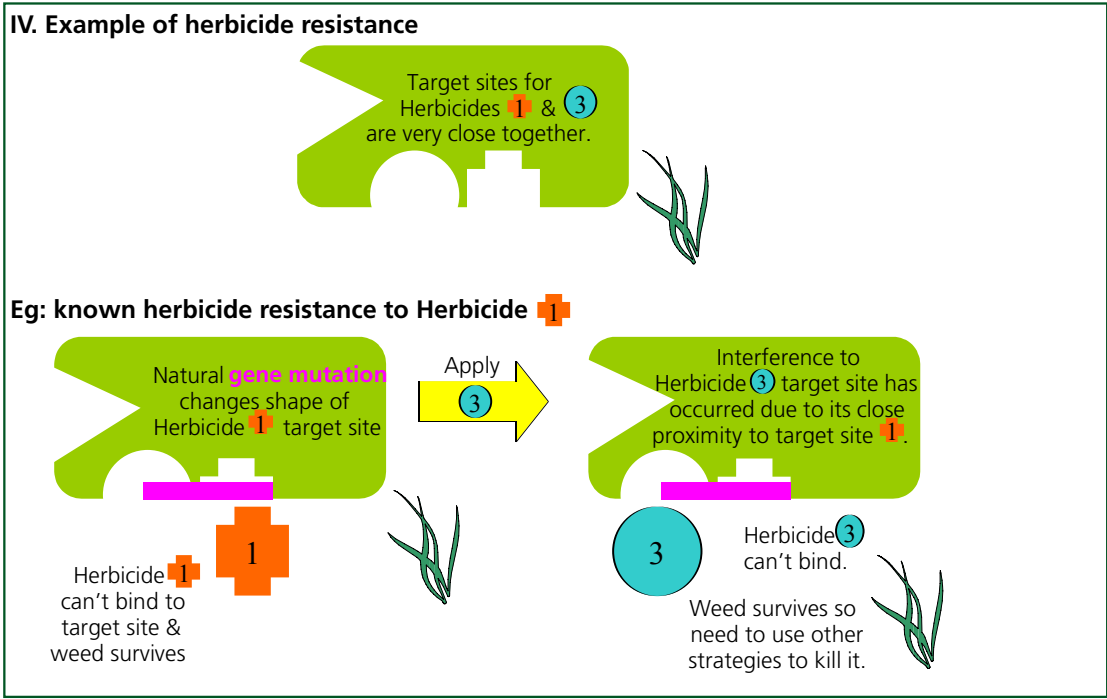 IV. Example of herbicide resistance
Target sites for
Herbicides 1 & 3
are very close together.
Eg: known herbicide resistance to Herbicide 1
Natural gene mutation
changes shape of
Herbicide 1 target site
Apply
3
Interference to
Herbicide 3 target site has
occurred due to its close
proximity to target site 1.
1
Herbicide 1
can't bind to
target site &
weed survives
3
Herbicide 3
can't bind.
Weed survives so
need to use other
strategies to kill it.